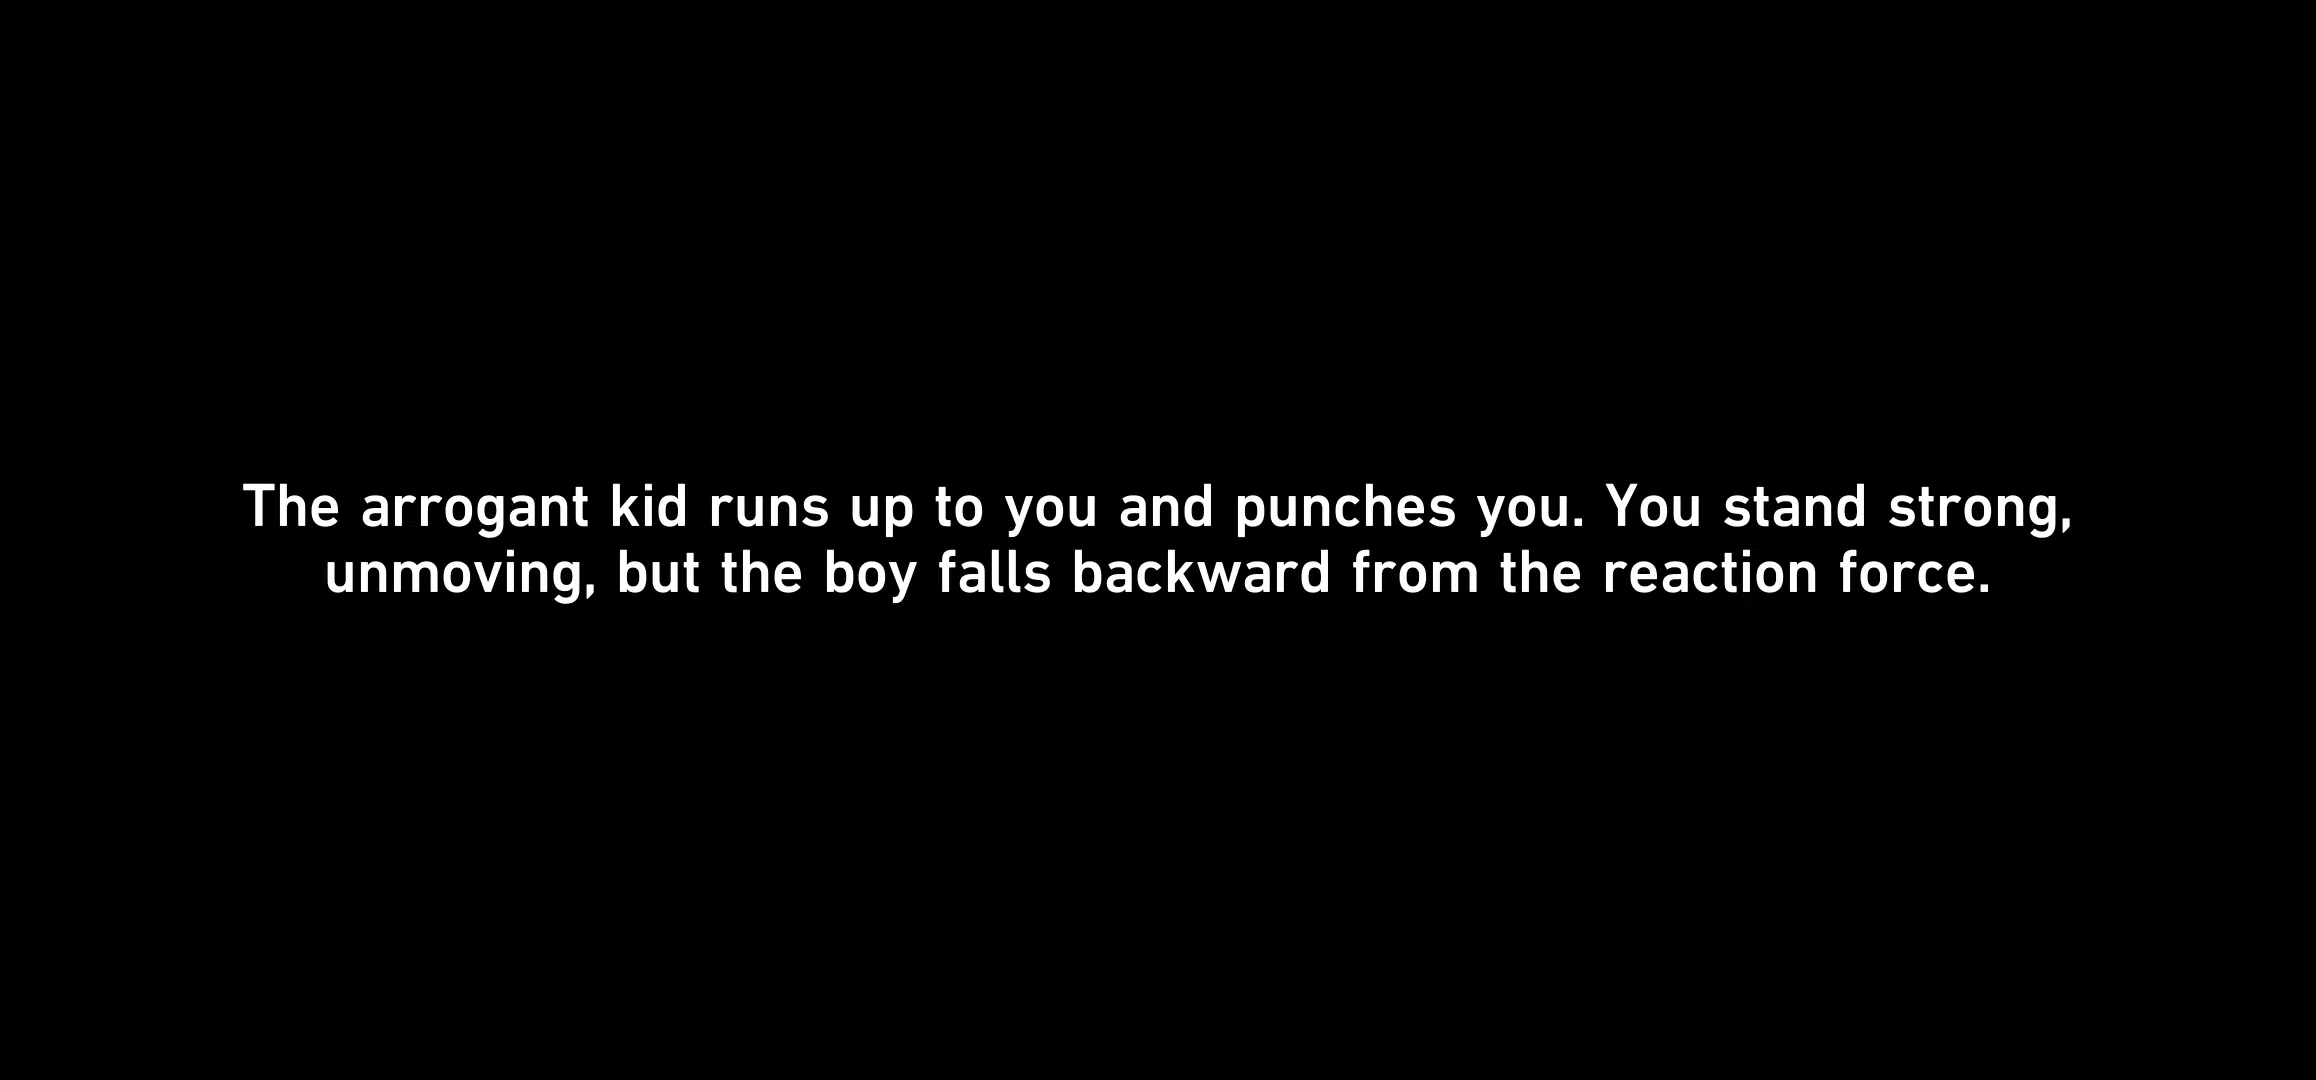 The arrogant kid runs up to you and punches you. You stand strong,
unmoving, but the boy falls backward from the reaction force.